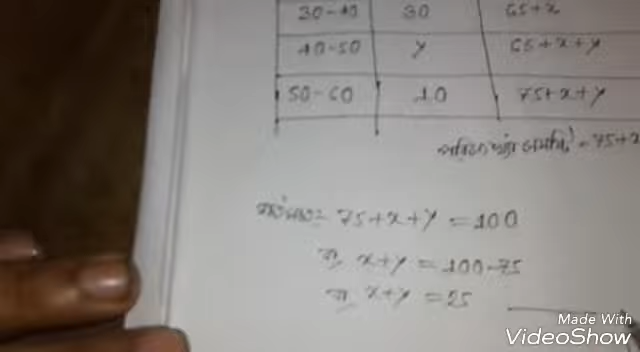 30-40 30 65+x
40-50 y 65+x+y
50-60 10 75+x+y
= 75+x
75+x+y = 100
বা, x+y = 100-75
বা, x+y = 25
Made With
VideoShow